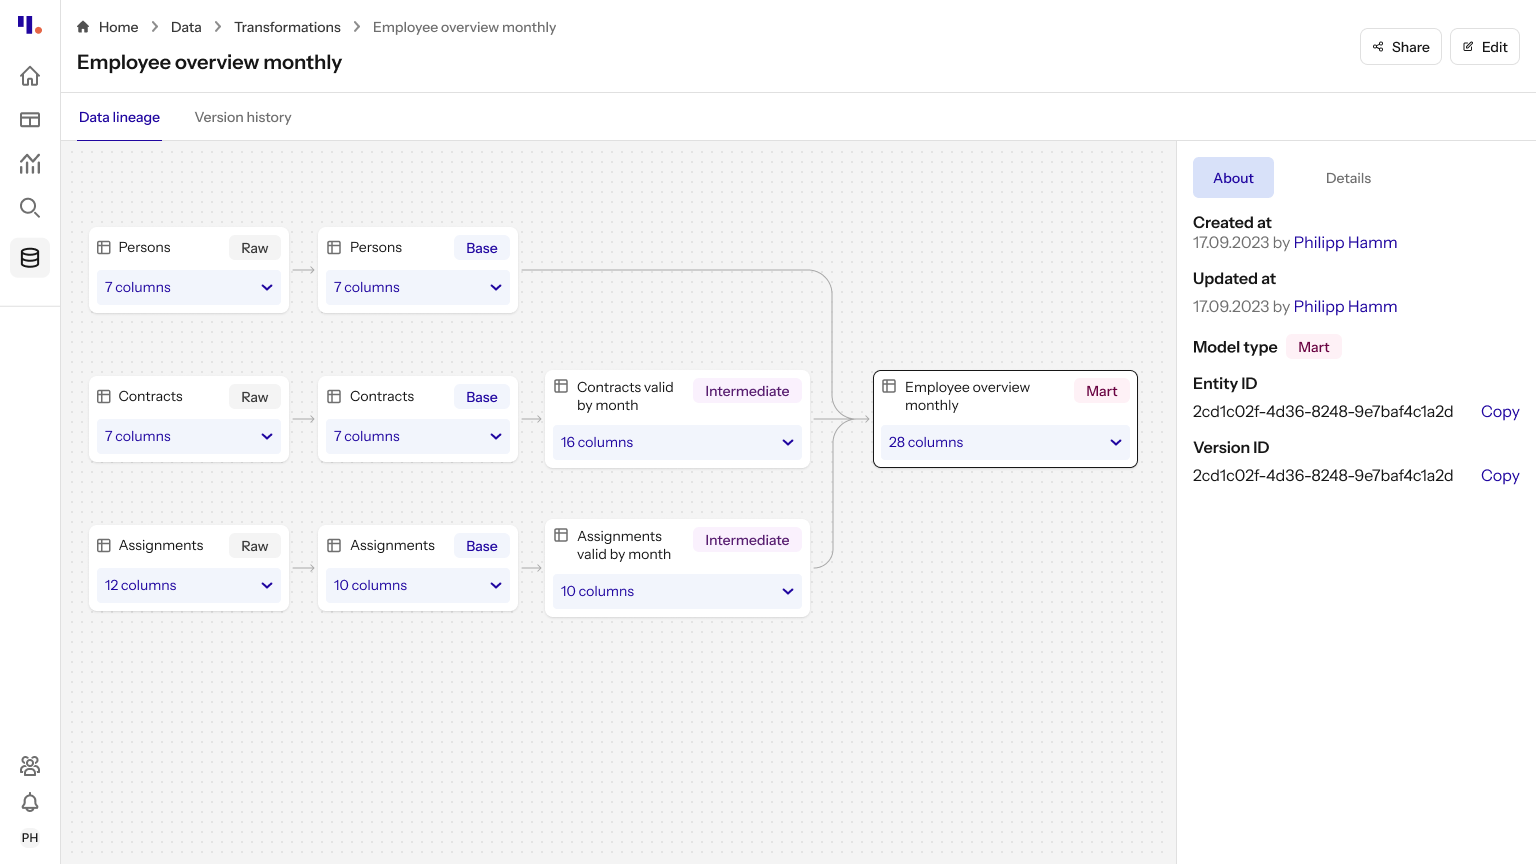 Home
Data
Transformations
Employee overview monthly
Employee overview monthly
Share
Edit
Data lineage
Version history
About
Details
Created at
17.09.2023 by Philipp Hamm
Updated at
17.09.2023 by Philipp Hamm
Model type
Mart
Entity ID
2cd1c02f-4d36-8248-9e7baf4c1a2d
Copy
Version ID
2cd1c02f-4d36-8248-9e7baf4c1a2d
Copy
Persons
Raw
7 columns
Persons
Base
7 columns
Contracts
Raw
7 columns
Contracts
Base
7 columns
Contracts valid
by month
Intermediate
16 columns
Employee overview
monthly
Mart
28 columns
Assignments
Raw
12 columns
Assignments
Base
10 columns
Assignments
valid by month
Intermediate
10 columns
PH